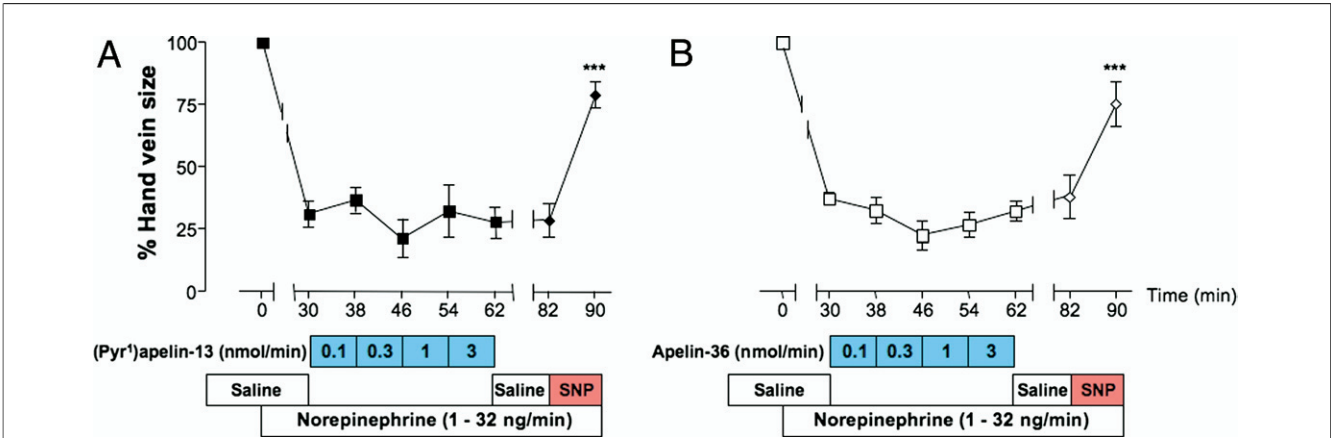 A
B
% Hand vein size
100
75
50
25
0
***
0 30 38 46 54 62 82 90
***
0 30 38 46 54 62 82 90
Time (min)
(Pyr¹)apelin-13 (nmol/min) 0.1 0.3 1 3
Saline Saline SNP
Norepinephrine (1 - 32 ng/min)
Apelin-36 (nmol/min) 0.1 0.3 1 3
Saline Saline SNP
Norepinephrine (1 - 32 ng/min)